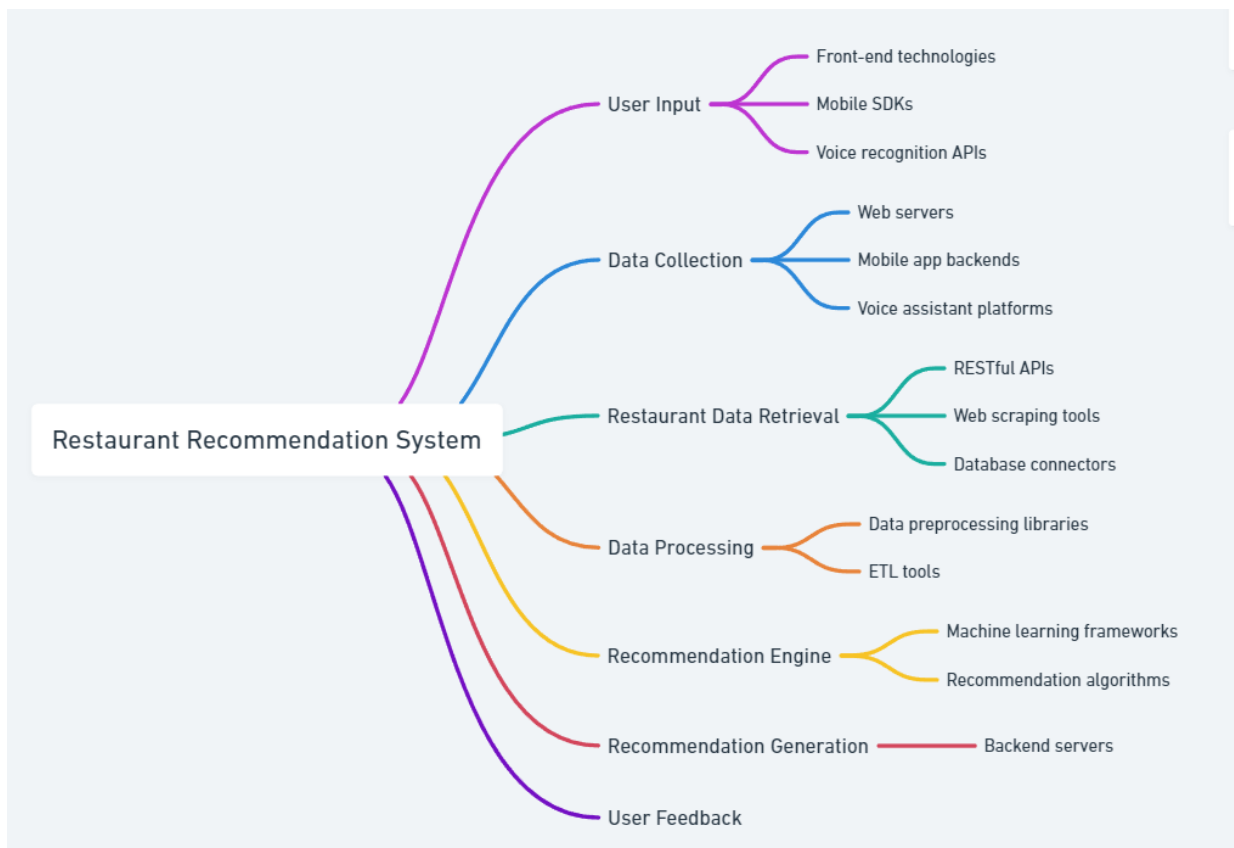 Restaurant Recommendation System
User Input
Front-end technologies
Mobile SDKs
Voice recognition APIs
Data Collection
Web servers
Mobile app backends
Voice assistant platforms
Restaurant Data Retrieval
RESTful APIs
Web scraping tools
Database connectors
Data Processing
Data preprocessing libraries
ETL tools
Recommendation Engine
Machine learning frameworks
Recommendation algorithms
Recommendation Generation
Backend servers
User Feedback